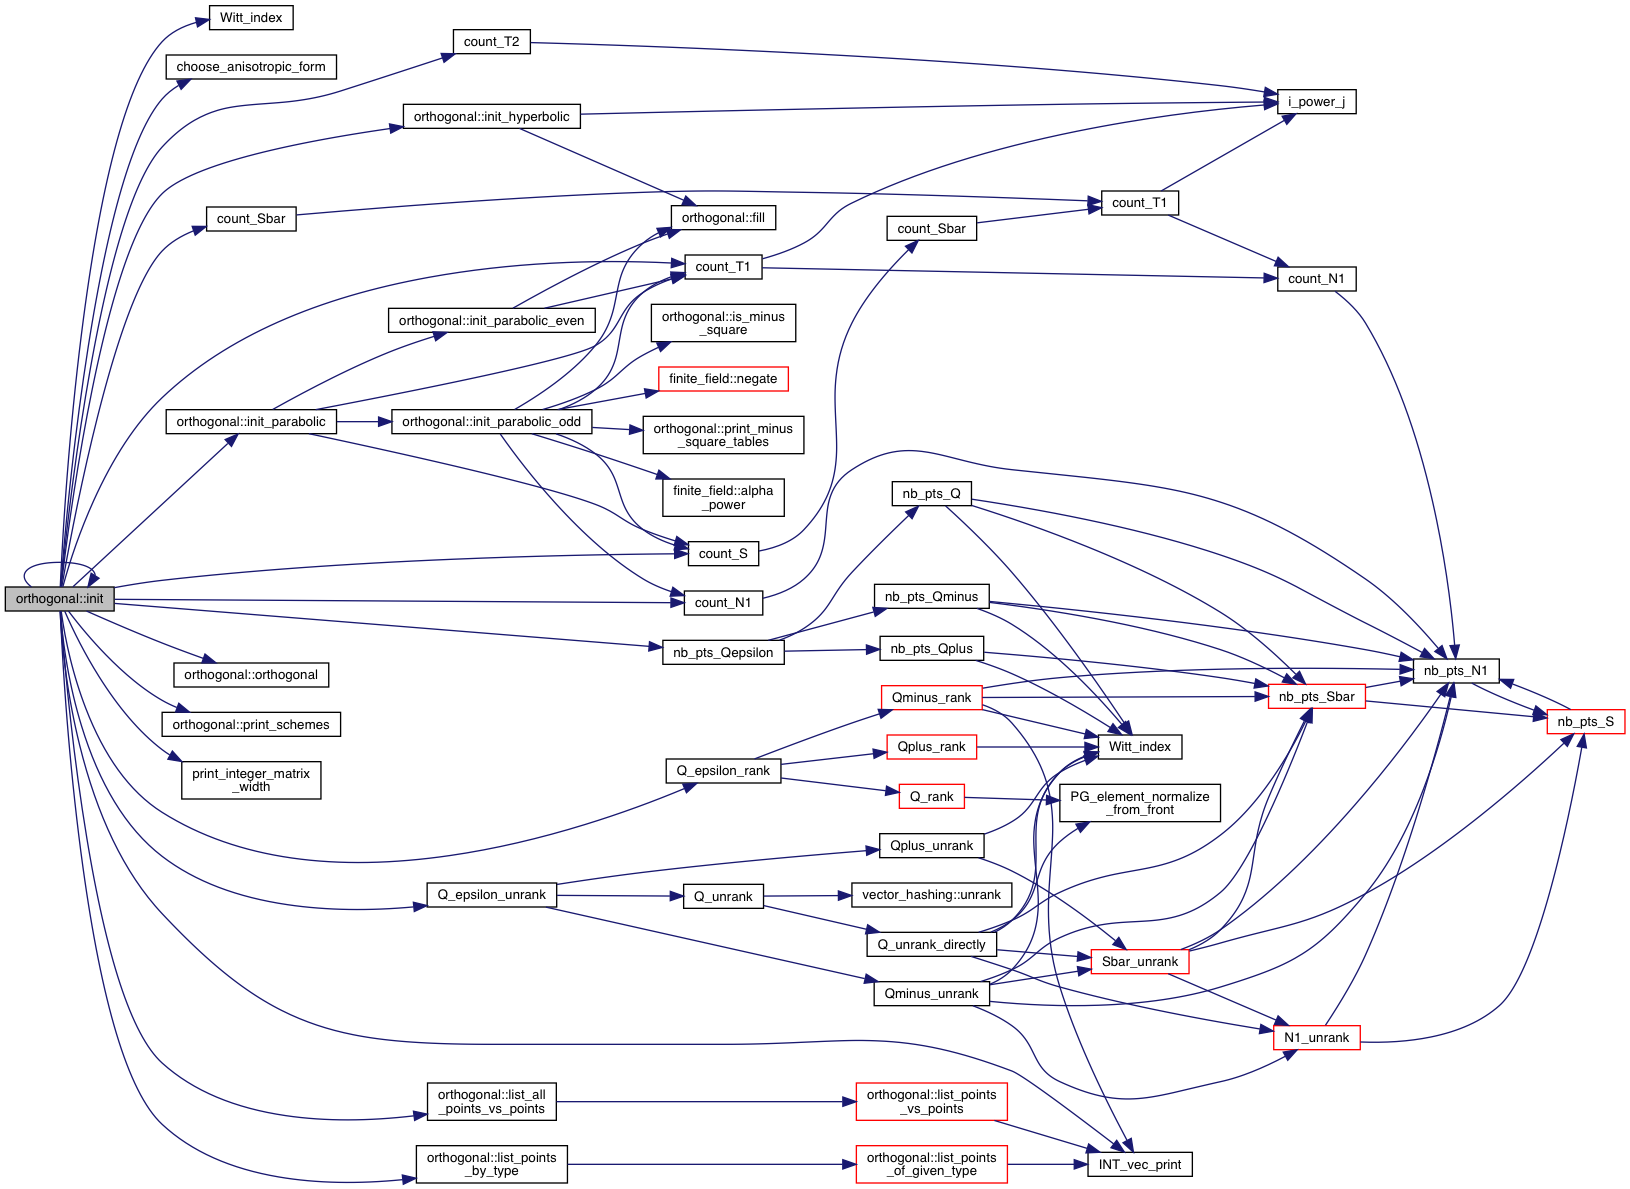 Witt_index
choose_anisotropic_form
count_T2
orthogonal::init_hyperbolic
i_power_j
count_Sbar
orthogonal::fill
count_Sbar
count_T1
count_T1
count_N1
orthogonal::init_parabolic_even
orthogonal::is_minus
_square
finite_field::negate
orthogonal::init_parabolic
orthogonal::init_parabolic_odd
orthogonal::print_minus
_square_tables
finite_field::alpha
_power
nb_pts_Q
count_S
orthogonal::init
count_N1
nb_pts_Qminus
nb_pts_Qepsilon
nb_pts_Qplus
orthogonal::orthogonal
nb_pts_N1
Qminus_rank
nb_pts_Sbar
nb_pts_S
orthogonal::print_schemes
Qplus_rank
Witt_index
print_integer_matrix
_width
Q_epsilon_rank
Q_rank
PG_element_normalize
_from_front
Qplus_unrank
Q_epsilon_unrank
Q_unrank
vector_hashing::unrank
Q_unrank_directly
Sbar_unrank
Qminus_unrank
N1_unrank
orthogonal::list_all
_points_vs_points
orthogonal::list_points
_vs_points
orthogonal::list_points
_by_type
orthogonal::list_points
_of_given_type
INT_vec_print